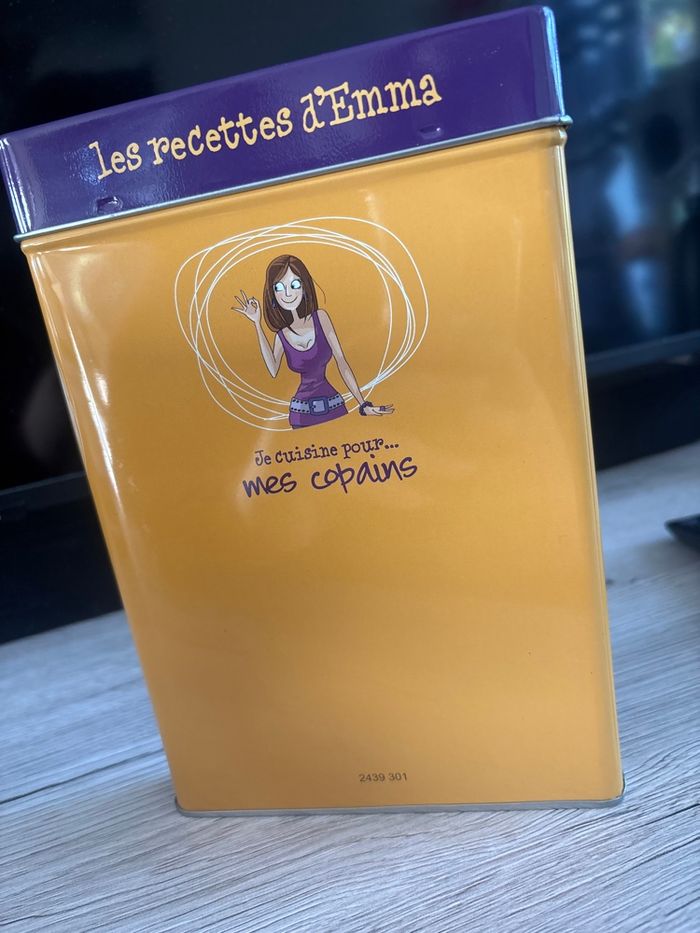 les recettes d'Emma
Je cuisine pour...
mes copains
2439 301